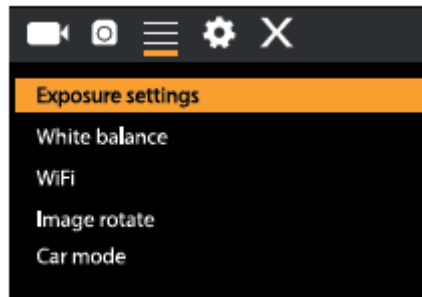 Exposure settings
White balance
WiFi
Image rotate
Car mode